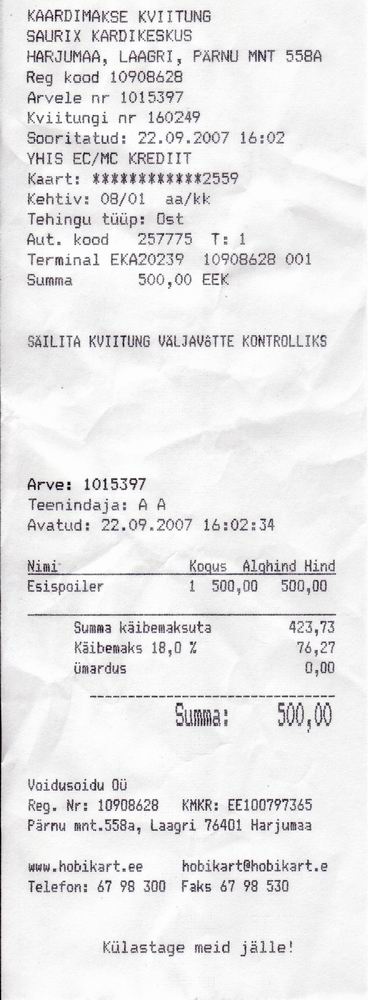 KAARDIMAKSE KVIITUNG
SAURIX KARDIKESKUS
HARJUMAA, LAAGRI, PÄRNU MNT 558A
Reg kood 10908628
Arvele nr 1015397
Kviitungi nr 160249
Sooritatud: 22.09.2007 16:02
YHIS EC/MC KREDIIT
Kaart: ************2559
Kehtiv: 08/01 aa/kk
Tehingu tüüp: Ost
Aut. kood 257775 T: 1
Terminal EKA20239 10908628 001
Summa 500,00 EEK
SÄILITA KVIITUNG VÄLJAVõTTE KONTROLLIKS
Arve: 1015397
Teenindaja: A A
Avatud: 22.09.2007 16:02:34
Nimi Kogus Alghind Hind
Esispoiler 1 500,00 500,00
Summa käibemaksuta 423,73
Käibemaks 18,0 % 76,27
ümardus 0,00
Summa: 500,00
Voidusoidu Oü
Reg. Nr: 10908628 KMKR: EE100797365
Pärnu mnt.558a, Laagri 76401 Harjumaa
www.hobikart.ee hobikart@hobikart.e
Telefon: 67 98 300 Faks 67 98 530
Külastage meid jälle!